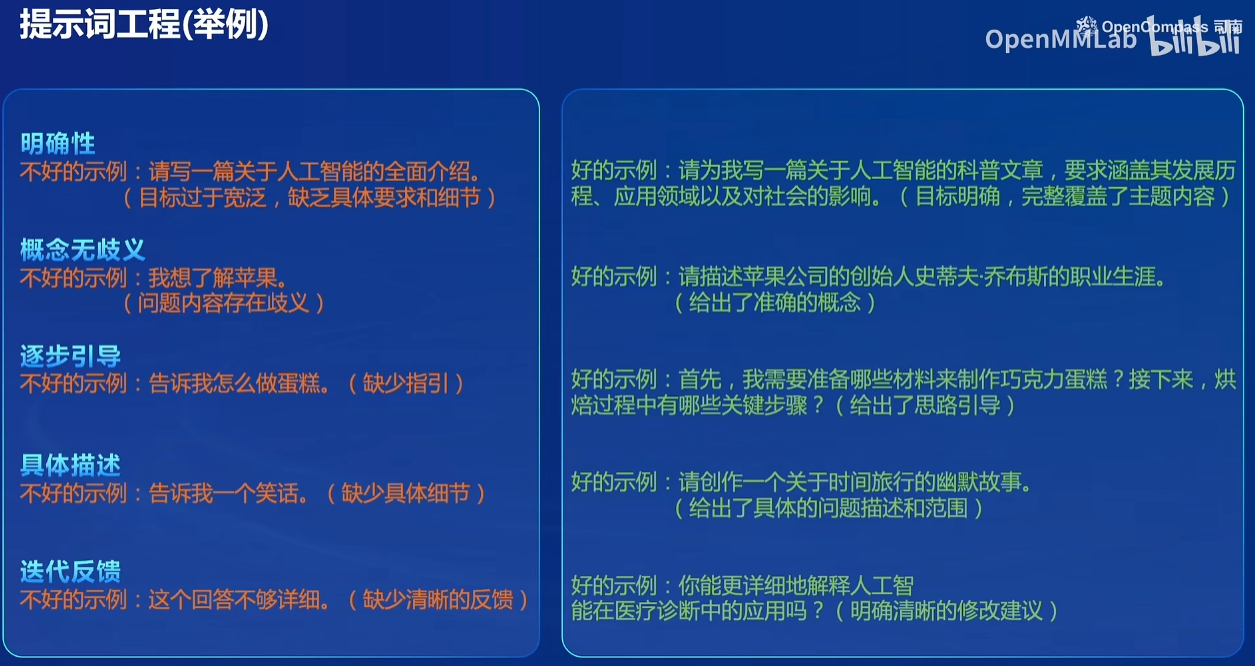 提示词工程(举例)
OpenCompass 司南
OpenMMLab bilibili
明确性
不好的示例：请写一篇关于人工智能的全面介绍。
（目标过于宽泛，缺乏具体要求和细节）
概念无歧义
不好的示例：我想了解苹果。
（问题内容存在歧义）
逐步引导
不好的示例：告诉我怎么做蛋糕。（缺少指引）
具体描述
不好的示例：告诉我一个笑话。（缺少具体细节）
迭代反馈
不好的示例：这个回答不够详细。（缺少清晰的反馈）
好的示例：请为我写一篇关于人工智能的科普文章，要求涵盖其发展历
程、应用领域以及对社会的影响。（目标明确，完整覆盖了主题内容）
好的示例：请描述苹果公司的创始人史蒂夫·乔布斯的职业生涯。
（给出了准确的概念）
好的示例：首先，我需要准备哪些材料来制作巧克力蛋糕？接下来，烘
焙过程中有哪些关键步骤？（给出了思路引导）
好的示例：请创作一个关于时间旅行的幽默故事。
（给出了具体的问题描述和范围）
好的示例：你能更详细地解释人工智
能在医疗诊断中的应用吗？（明确清晰的修改建议）